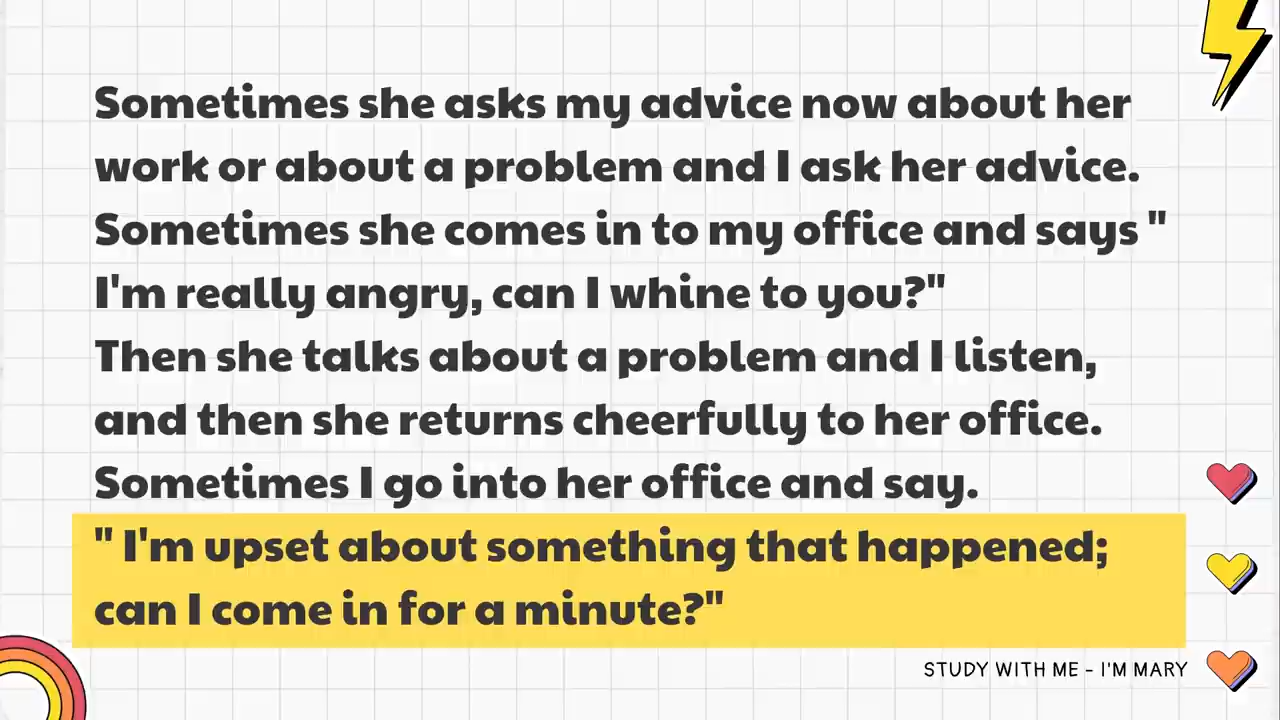 Sometimes she asks my advice now about her
work or about a problem and I ask her advice.
Sometimes she comes in to my office and says "
I'm really angry, can I whine to you?"
Then she talks about a problem and I listen,
and then she returns cheerfully to her office.
Sometimes I go into her office and say.
" I'm upset about something that happened;
can I come in for a minute?"
STUDY WITH ME - I'M MARY